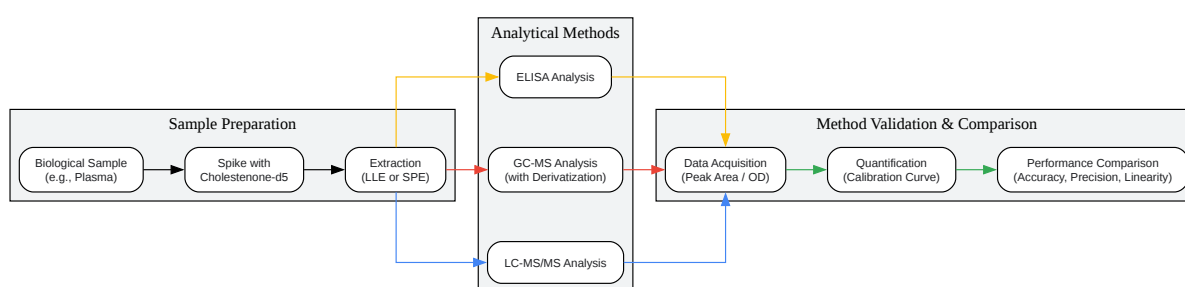 Analytical Methods
ELISA Analysis
Sample Preparation
Method Validation & Comparison
Biological Sample
(e.g., Plasma)
Spike with
Cholestenone-d5
Extraction
(LLE or SPE)
GC-MS Analysis
(with Derivatization)
Data Acquisition
(Peak Area / OD)
Quantification
(Calibration Curve)
Performance Comparison
(Accuracy, Precision, Linearity)
LC-MS/MS Analysis